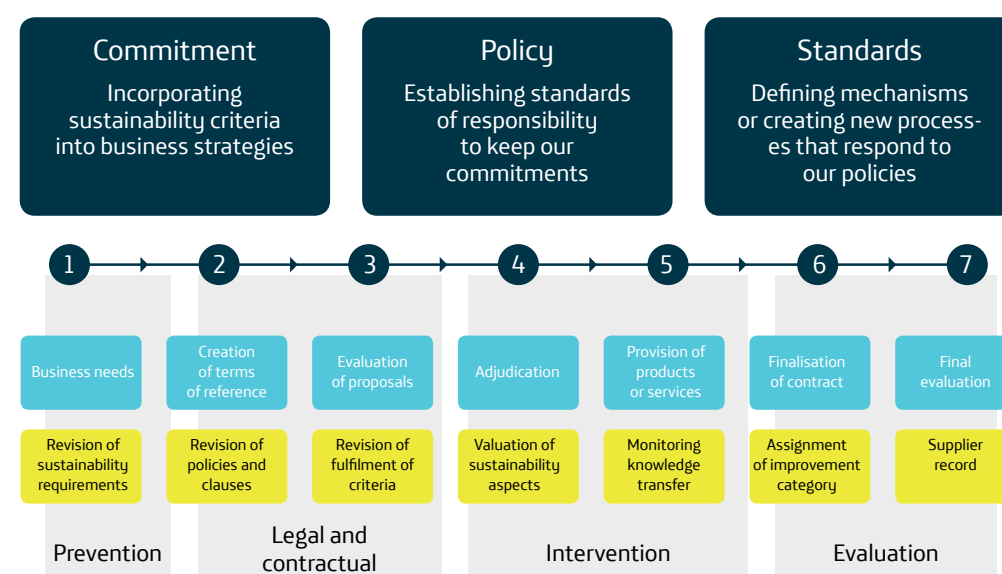 Commitment
Incorporating
sustainability criteria
into business strategies
Policy
Establishing standards
of responsibility
to keep our
commitments
Standards
Defining mechanisms
or creating new process-
es that respond to
our policies
1
2
3
4
5
6
7
Business needs
Creation
of terms
of reference
Evaluation
of proposals
Adjudication
Provision of
products
or services
Finalisation
of contract
Final
evaluation
Revision of
sustainability
requirements
Revision of
policies and
clauses
Revision of
fulfilment of
criteria
Valuation of
sustainability
aspects
Monitoring
knowledge
transfer
Assignment
of improvement
category
Supplier
record
Prevention
Legal and
contractual
Intervention
Evaluation